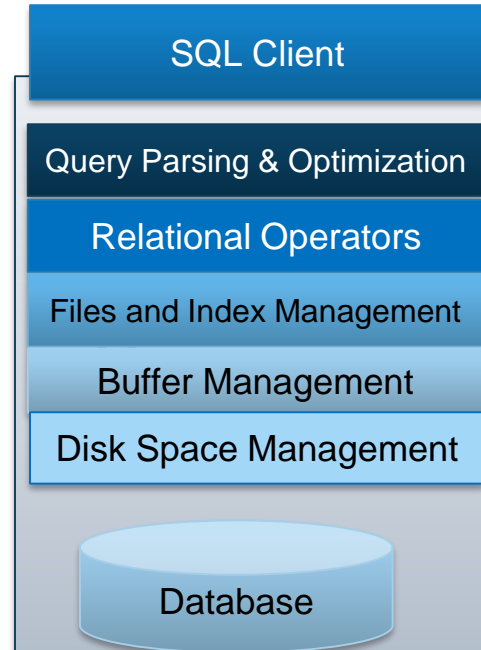 SQL Client
Query Parsing & Optimization
Relational Operators
Files and Index Management
Buffer Management
Disk Space Management
Database